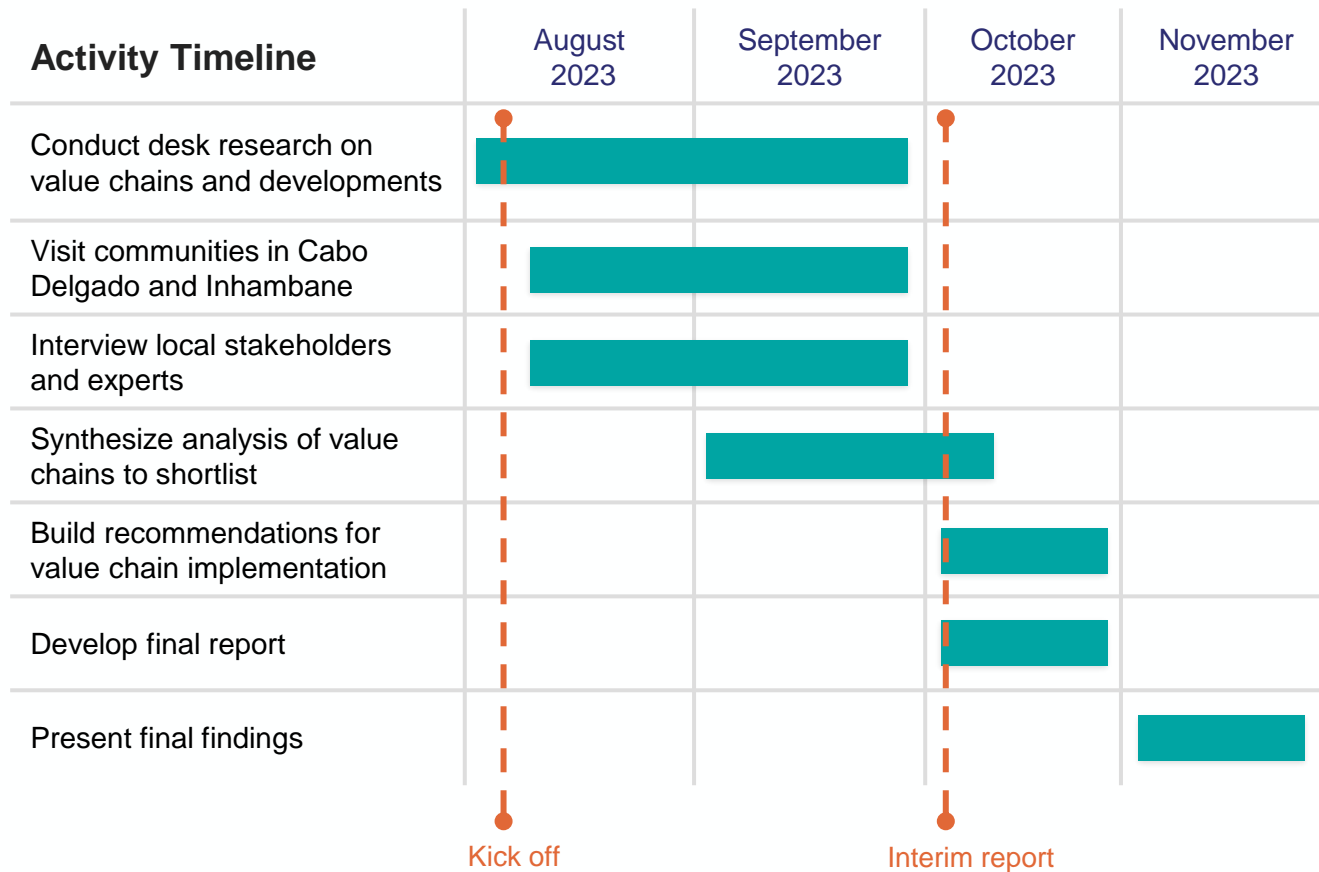 Activity Timeline
August
2023
September
2023
October
2023
November
2023
Conduct desk research on
value chains and developments
Visit communities in Cabo
Delgado and Inhambane
Interview local stakeholders
and experts
Synthesize analysis of value
chains to shortlist
Build recommendations for
value chain implementation
Develop final report
Present final findings
Kick off
Interim report